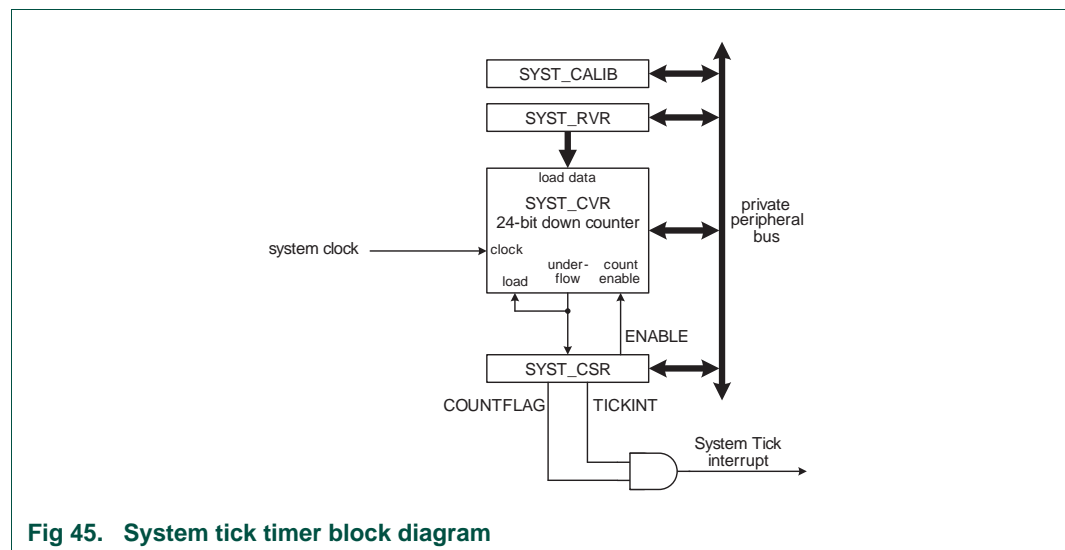 SYST_CALIB
SYST_RVR
load data
SYST_CVR
24-bit down counter
private
peripheral
bus
system clock
clock
load
under-
flow
count
enable
ENABLE
SYST_CSR
COUNTFLAG
TICKINT
System Tick
interrupt
Fig 45. System tick timer block diagram